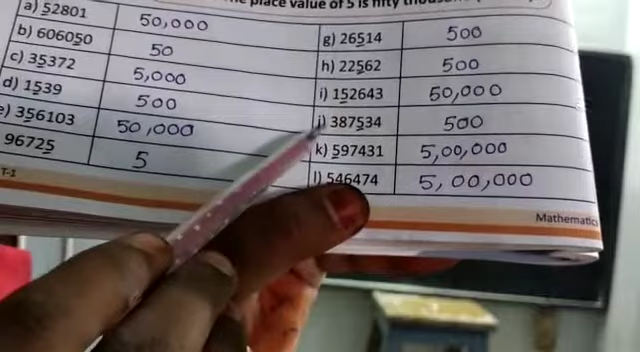 place value of 5 is fifty
a) 52801 50,000
b) 606050 50
c) 35372 5,000
d) 1539 500
e) 356103 50,000
96725 5
g) 26514 500
h) 22562 500
i) 152643 50,000
j) 387534 500
k) 597431 5,00,000
l) 546474 5,00,000
T-1
Mathematics